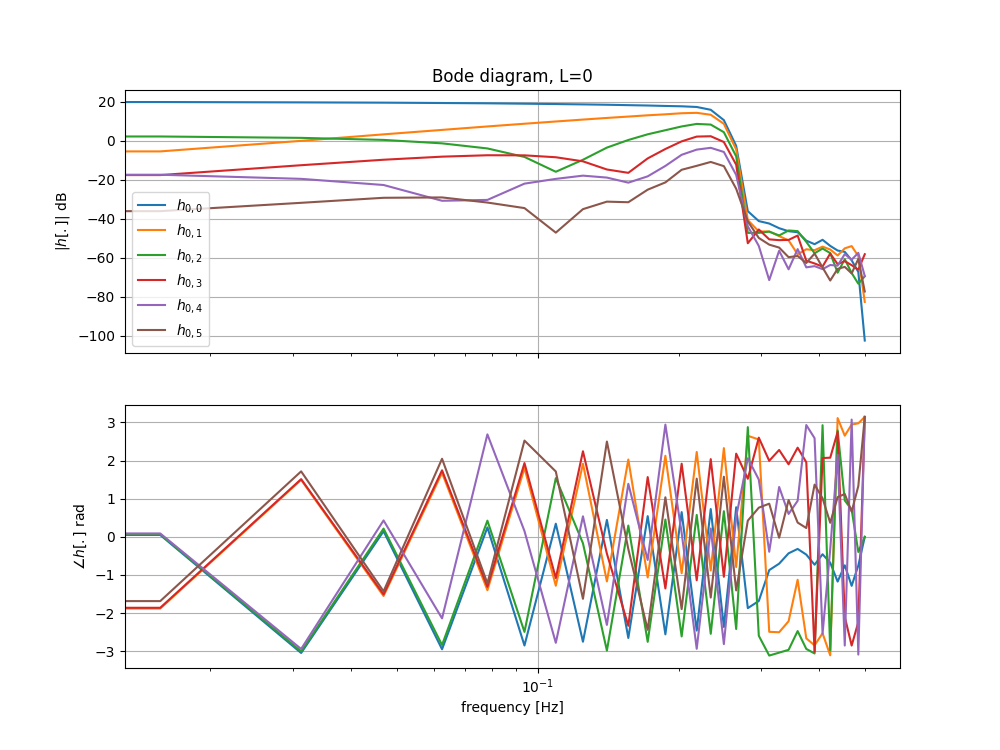 Bode diagram, L=0
|h[.]| dB
20
0
−20
−40
−60
−80
−100
h0,0
h0,1
h0,2
h0,3
h0,4
h0,5
∠h[.] rad
3
2
1
0
−1
−2
−3
10−1
frequency [Hz]